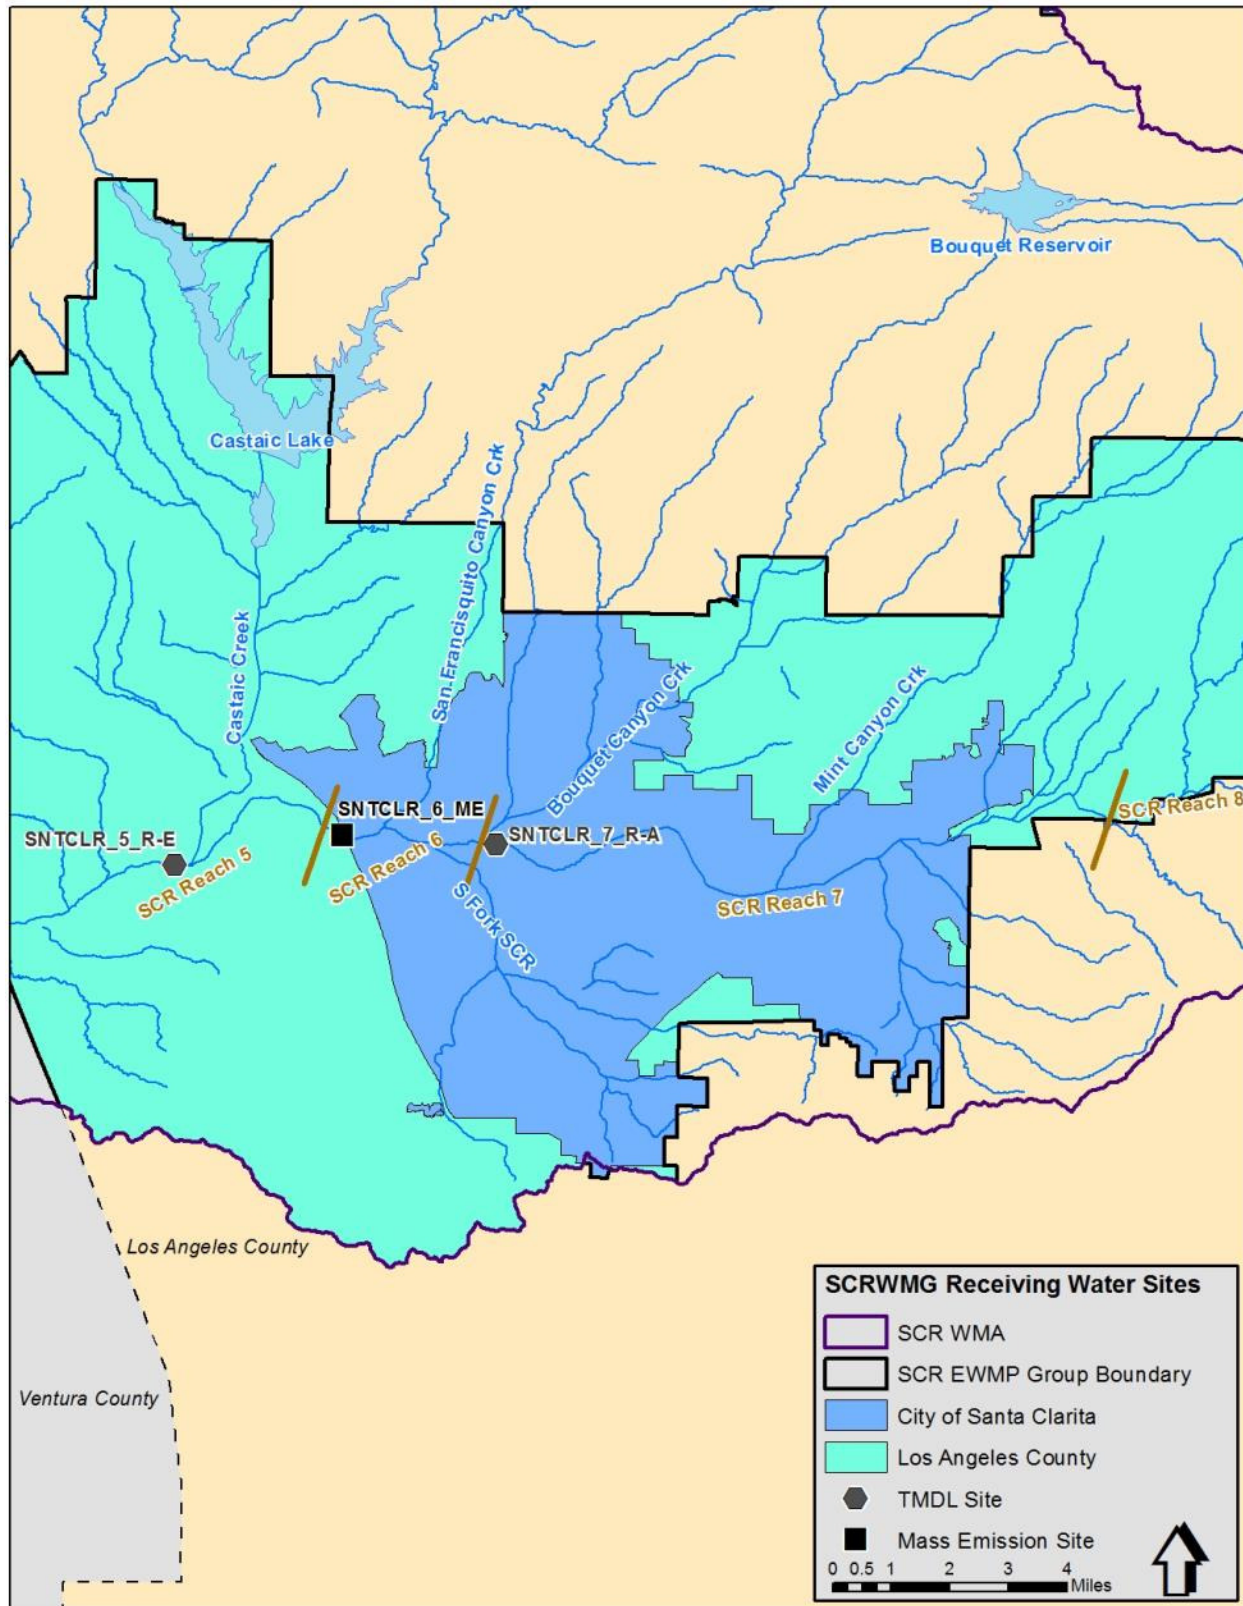 Bouquet Reservoir
Castaic Lake
San Francisquito Canyon Crk
Castaic Creek
Bouquet Canyon Crk
Mint Canyon Crk
SNTCLR_6_ME
SCR Reach 8
SNTCLR_5_R-E
SCR Reach 5
SCR Reach 6
SNTCLR_7_R-A
S Fork SCR
SCR Reach 7
Los Angeles County
Ventura County
SCRWMG Receiving Water Sites
SCR WMA
SCR EWMP Group Boundary
City of Santa Clarita
Los Angeles County
TMDL Site
Mass Emission Site
0 0.5 1 2 3 4
Miles